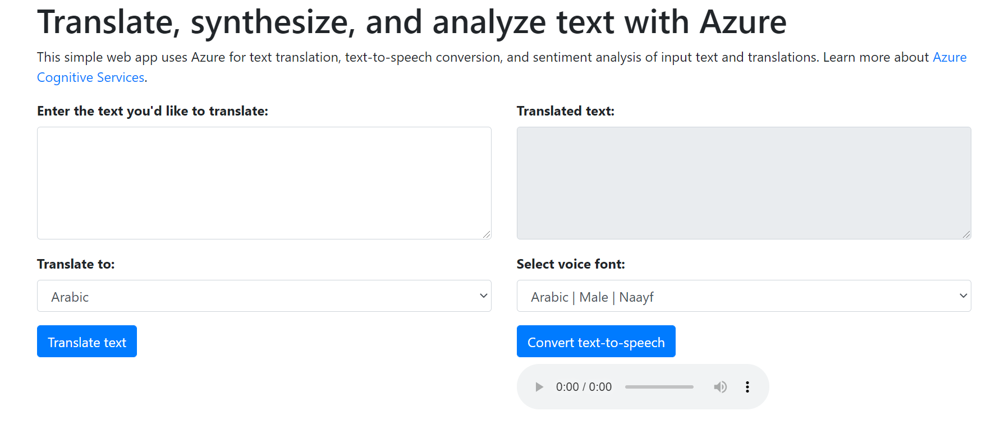 Translate, synthesize, and analyze text with Azure
This simple web app uses Azure for text translation, text-to-speech conversion, and sentiment analysis of input text and translations. Learn more about Azure
Cognitive Services.
Enter the text you'd like to translate:
Translated text:
Translate to:
Select voice font:
Arabic
Arabic | Male | Naayf
Translate text
Convert text-to-speech
0:00 / 0:00